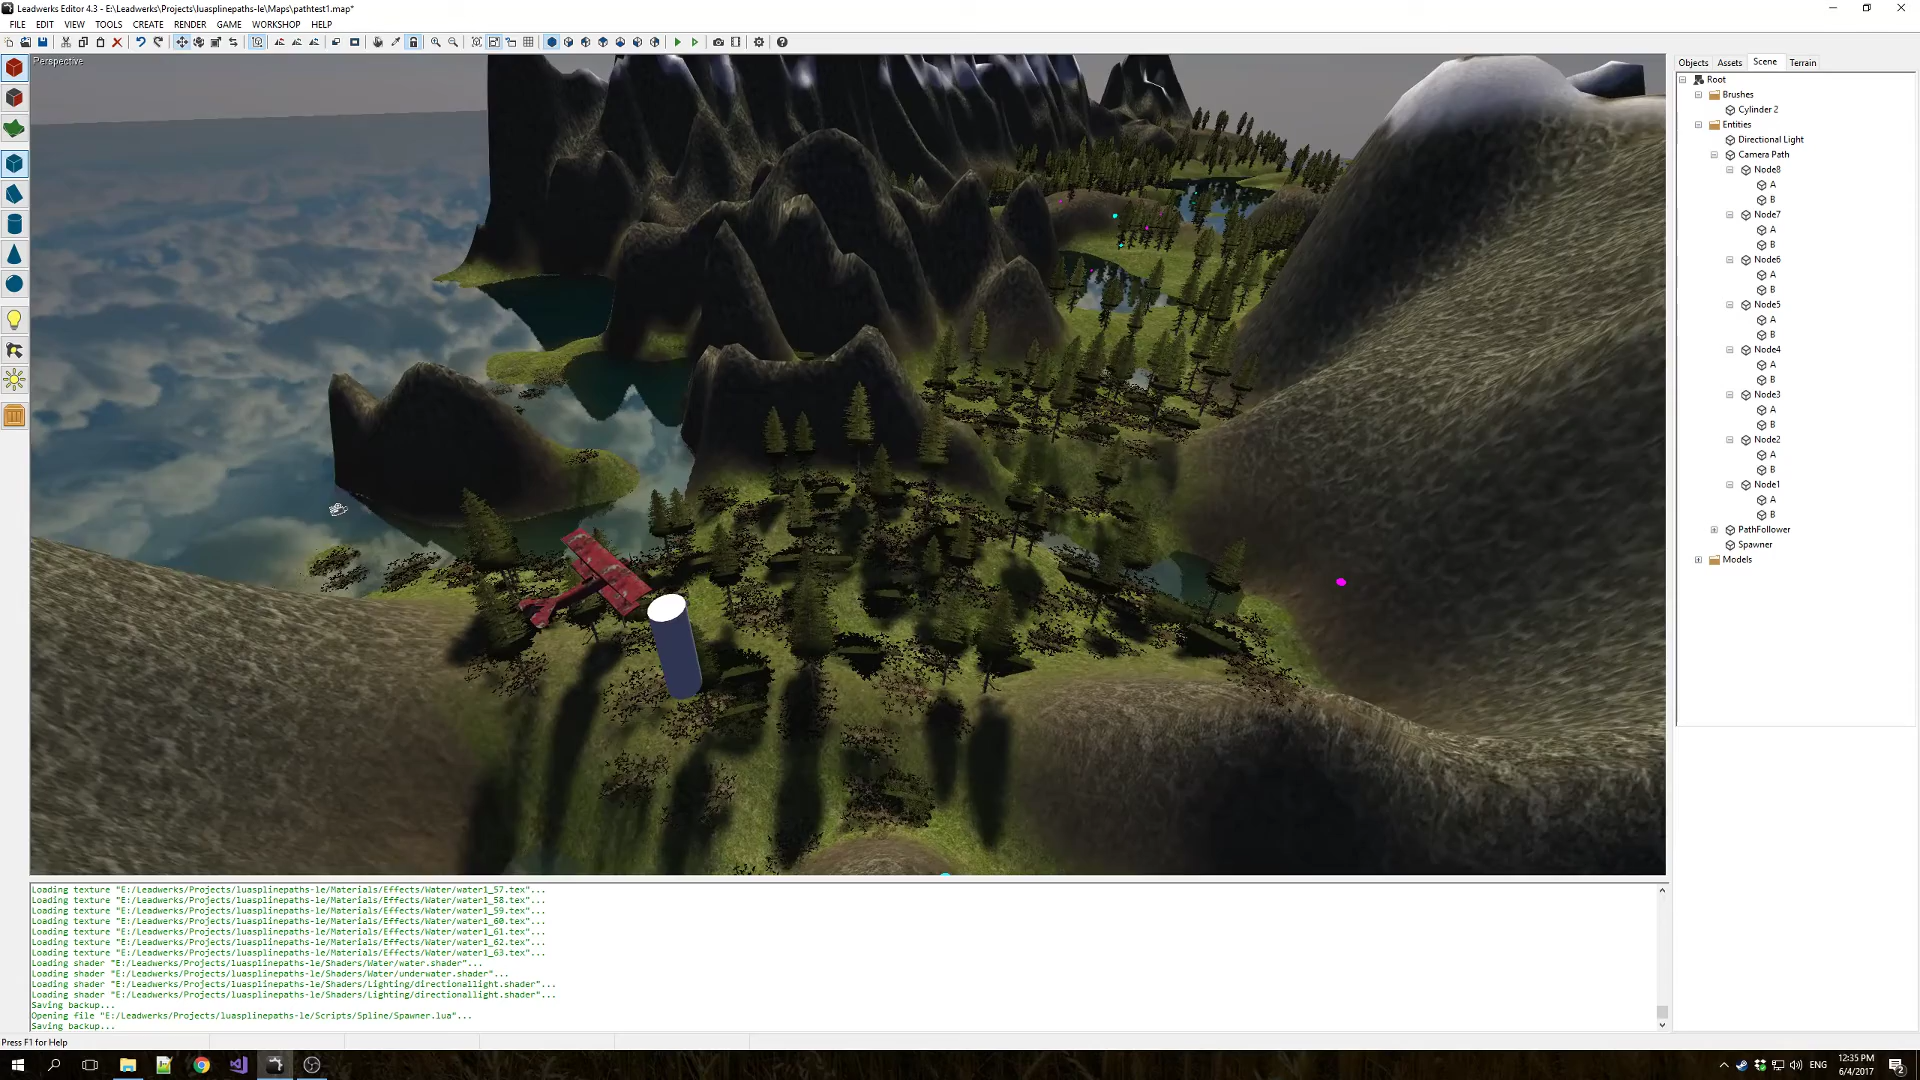 Leadwerks Editor 4.3 - E:\Leadwerks\Projects\luasplinepaths-le\Maps\pathtest1.map*
FILE EDIT VIEW TOOLS CREATE RENDER GAME WORKSHOP HELP
Perspective
Objects Assets Scene Terrain
Root
Brushes
Cylinder 2
Entities
Directional Light
Camera Path
Node8
A
B
Node7
A
B
Node6
A
B
Node5
A
B
Node4
A
B
Node3
A
B
Node2
A
B
Node1
A
B
PathFollower
Spawner
Models
Loading texture "E:/Leadwerks/Projects/luasplinepaths-le/Materials/Effects/Water/water1_57.tex"...
Loading texture "E:/Leadwerks/Projects/luasplinepaths-le/Materials/Effects/Water/water1_58.tex"...
Loading texture "E:/Leadwerks/Projects/luasplinepaths-le/Materials/Effects/Water/water1_59.tex"...
Loading texture "E:/Leadwerks/Projects/luasplinepaths-le/Materials/Effects/Water/water1_60.tex"...
Loading texture "E:/Leadwerks/Projects/luasplinepaths-le/Materials/Effects/Water/water1_61.tex"...
Loading texture "E:/Leadwerks/Projects/luasplinepaths-le/Materials/Effects/Water/water1_62.tex"...
Loading texture "E:/Leadwerks/Projects/luasplinepaths-le/Materials/Effects/Water/water1_63.tex"...
Loading shader "E:/Leadwerks/Projects/luasplinepaths-le/Shaders/Water/water.shader"...
Loading shader "E:/Leadwerks/Projects/luasplinepaths-le/Shaders/Water/underwater.shader"...
Loading shader "E:/Leadwerks/Projects/luasplinepaths-le/Shaders/Lighting/directionallight.shader"...
Loading shader "E:/Leadwerks/Projects/luasplinepaths-le/Shaders/Lighting/directionallight.shader"...
Saving backup...
Opening file "E:/Leadwerks/Projects/luasplinepaths-le/Scripts/Spline/Spawner.lua"...
Saving backup...
Press F1 for Help
ENG
12:35 PM
6/4/2017
2